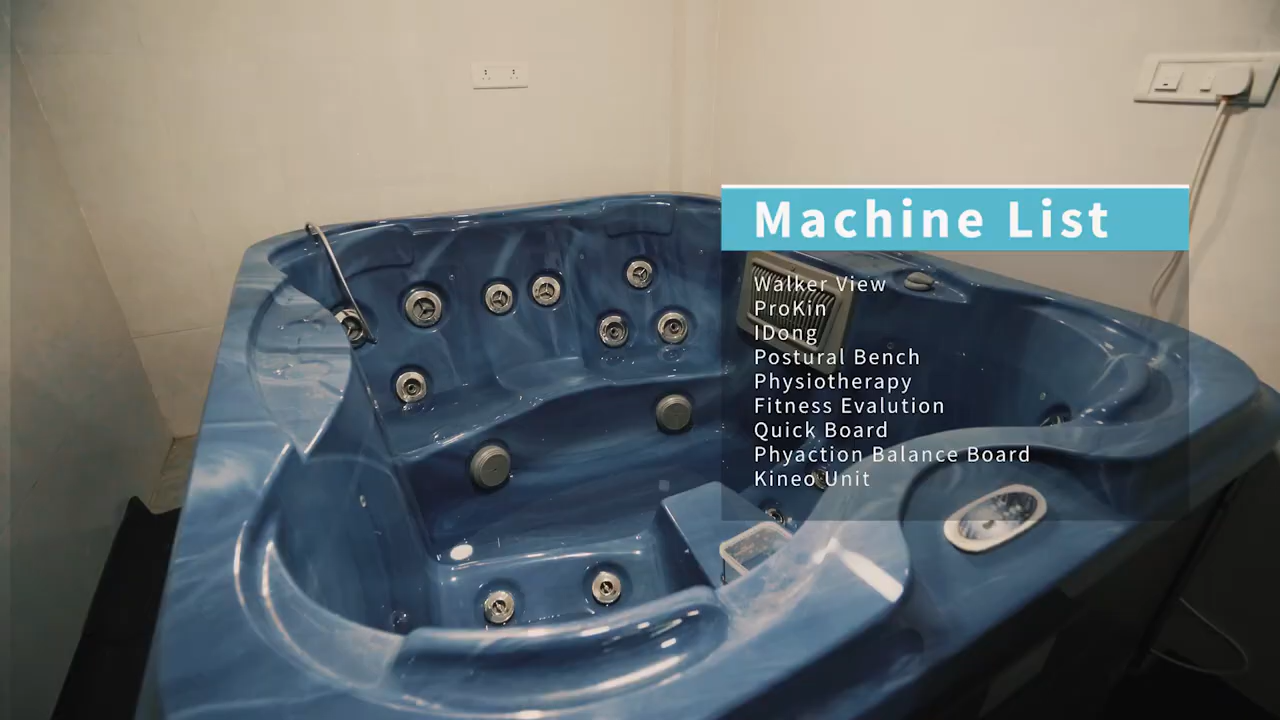 Machine List
Walker View
ProKin
IDong
Postural Bench
Physiotherapy
Fitness Evalution
Quick Board
Phyaction Balance Board
Kineo Unit